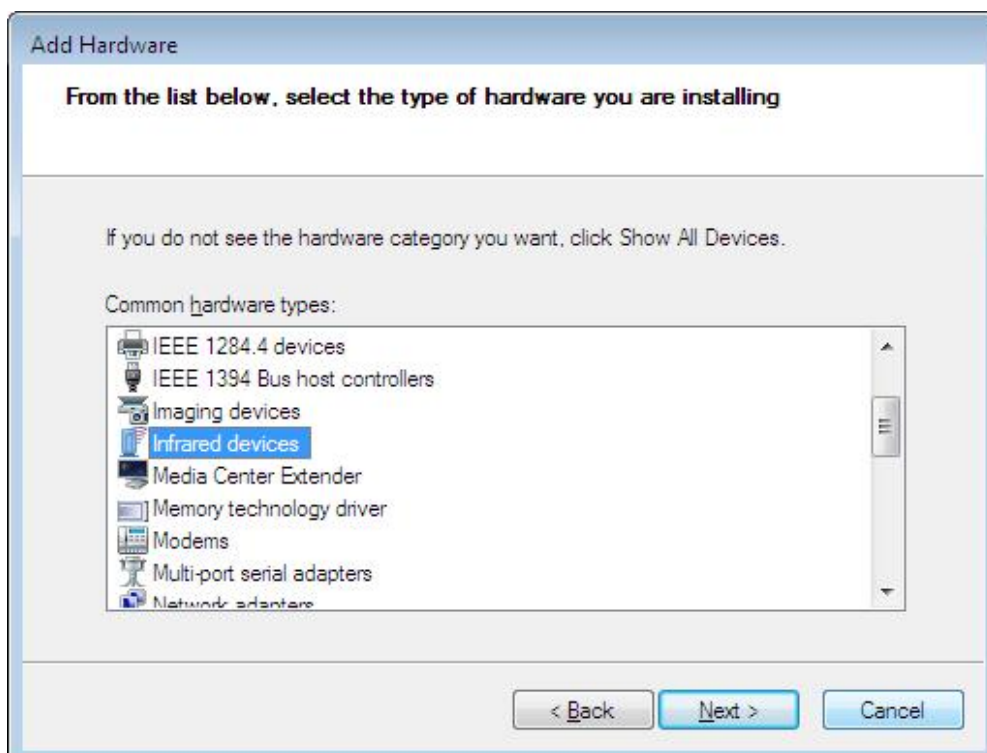 Add Hardware
From the list below, select the type of hardware you are installing
If you do not see the hardware category you want, click Show All Devices.
Common hardware types:
IEEE 1284.4 devices
IEEE 1394 Bus host controllers
Imaging devices
Infrared devices
Media Center Extender
Memory technology driver
Modems
Multi-port serial adapters
Network adapters
< Back
Next >
Cancel